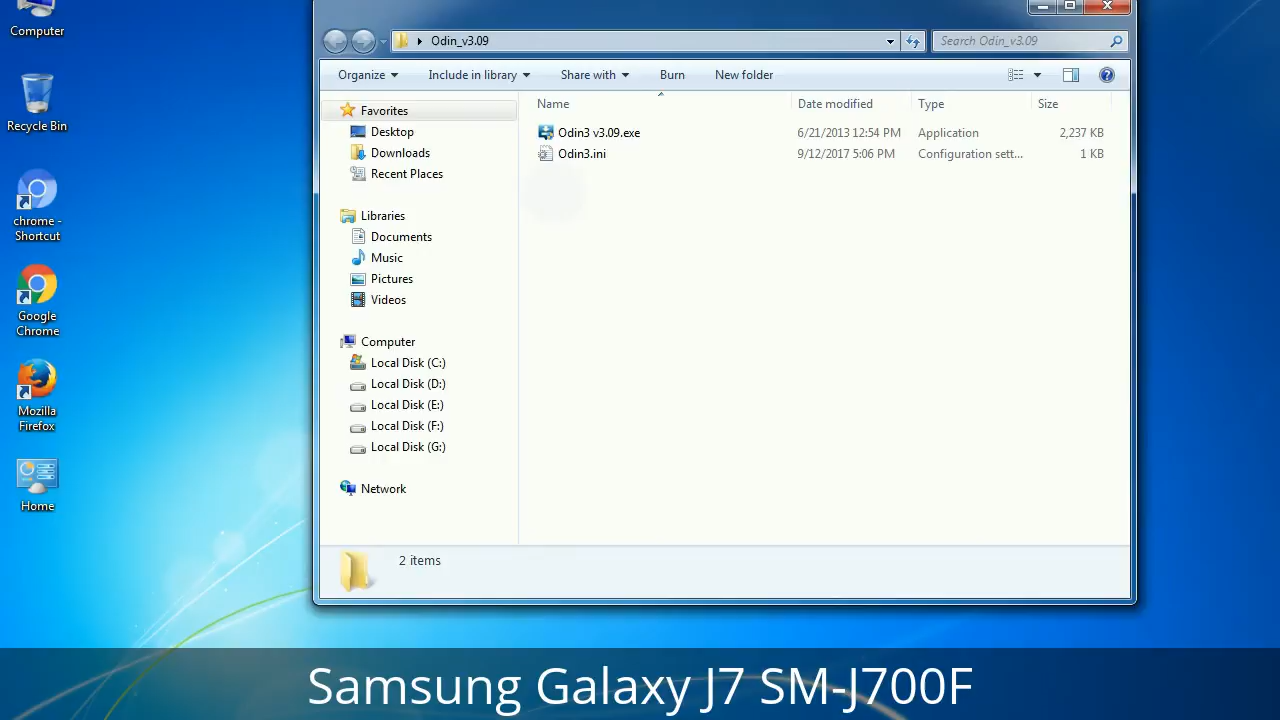 Computer
Recycle Bin
chrome -
Shortcut
Google
Chrome
Mozilla
Firefox
Home
Odin_v3.09
Search Odin_v3.09
Organize
Include in library
Share with
Burn
New folder
Favorites
Desktop
Downloads
Recent Places
Libraries
Documents
Music
Pictures
Videos
Computer
Local Disk (C:)
Local Disk (D:)
Local Disk (E:)
Local Disk (F:)
Local Disk (G:)
Network
Name Date modified Type Size
Odin3 v3.09.exe 6/21/2013 12:54 PM Application 2,237 KB
Odin3.ini 9/12/2017 5:06 PM Configuration sett... 1 KB
2 items
Samsung Galaxy J7 SM-J700F